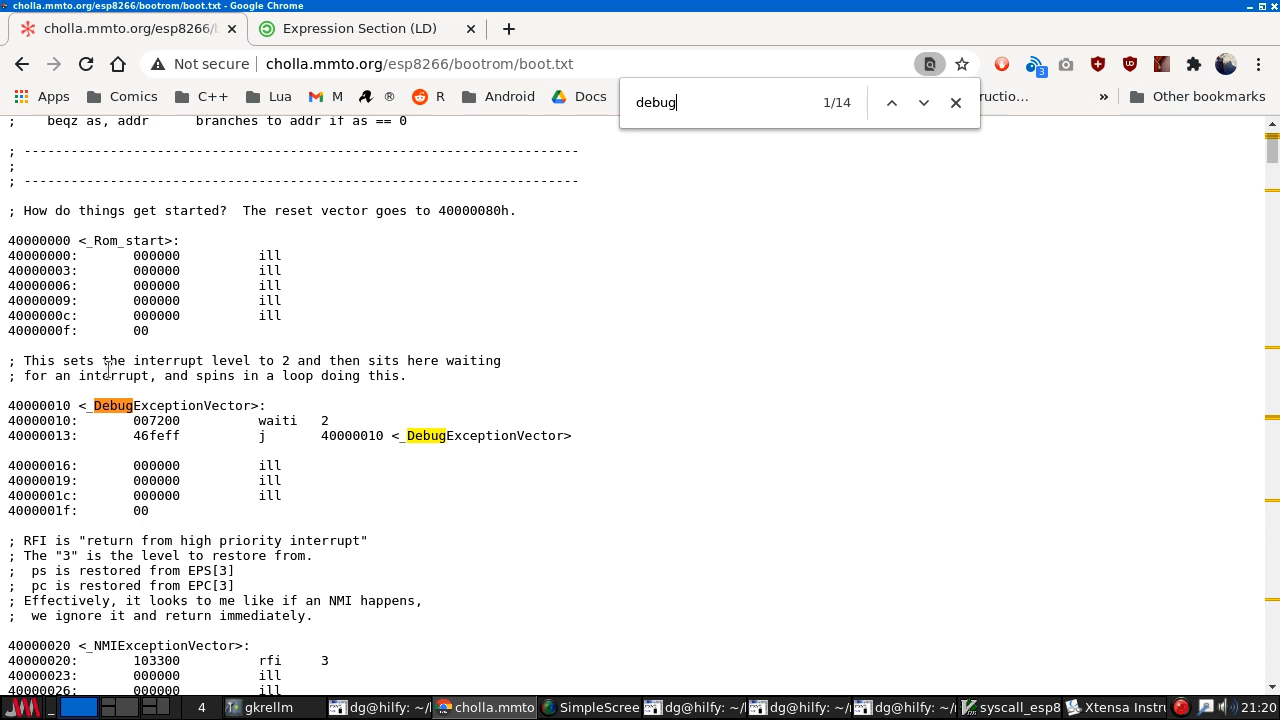 cholla.mmto.org/esp8266/bootrom/boot.txt - Google Chrome
cholla.mmto.org/esp8266/b
Expression Section (LD)
Not secure
cholla.mmto.org/esp8266/bootrom/boot.txt
3
Apps
C++
Lua
M
®
R
Android
Docs
»
Other bookmarks
debug
1/14
;    beqz as, addr      branches to addr if as == 0
; ----------------------------------------------------------------------
;
; -----------------------------------------------------------------------
; How do things get started?  The reset vector goes to 40000080h.
40000000 <_Rom_start>:
40000000:       000000          ill
40000003:       000000          ill
40000006:       000000          ill
40000009:       000000          ill
4000000c:       000000          ill
4000000f:       00
; This sets the interrupt level to 2 and then sits here waiting
; for an interrupt, and spins in a loop doing this.
40000010 <_DebugExceptionVector>:
40000010:       007200          waiti   2
40000013:       46feff          j       40000010 <_DebugExceptionVector>
40000016:       000000          ill
40000019:       000000          ill
4000001c:       000000          ill
4000001f:       00
; RFI is "return from high priority interrupt"
; The "3" is the level to restore from.
;  ps is restored from EPS[3]
;  pc is restored from EPC[3]
; Effectively, it looks to me like if an NMI happens,
;  we ignore it and return immediately.
40000020 <_NMIExceptionVector>:
40000020:       103300          rfi     3
40000023:       000000          ill
40000026:       000000          ill
4
gkrellm
dg@hilfy: ~/
cholla.mmto
SimpleScree
dg@hilfy: ~/
dg@hilfy: ~/
dg@hilfy: ~/
syscall_esp8
Xtensa Instr
21:20